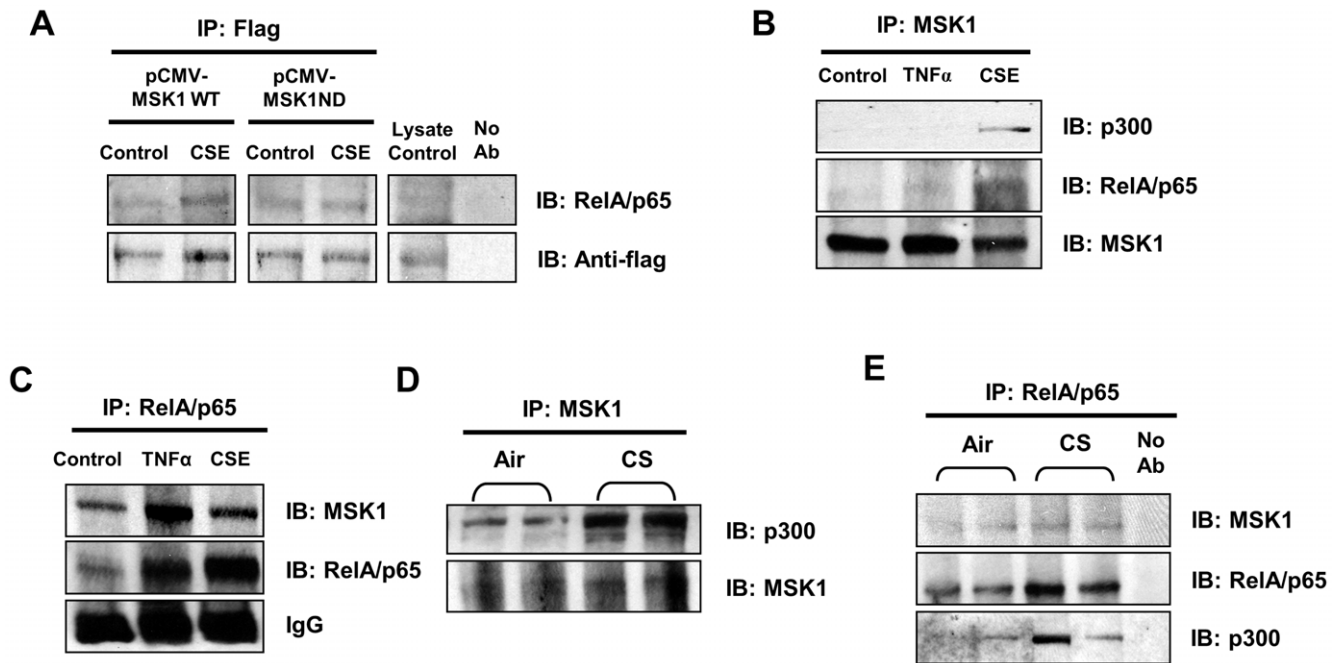 A
IP: Flag
pCMV-
MSK1 WT
pCMV-
MSK1ND
Lysate
Control
No
Ab
Control CSE Control CSE
IB: RelA/p65
IB: Anti-flag
B
IP: MSK1
Control TNFα CSE
IB: p300
IB: RelA/p65
IB: MSK1
C
IP: RelA/p65
Control TNFα CSE
IB: MSK1
IB: RelA/p65
IgG
D
IP: MSK1
Air CS
IB: p300
IB: MSK1
E
IP: RelA/p65
Air CS
No
Ab
IB: MSK1
IB: RelA/p65
IB: p300